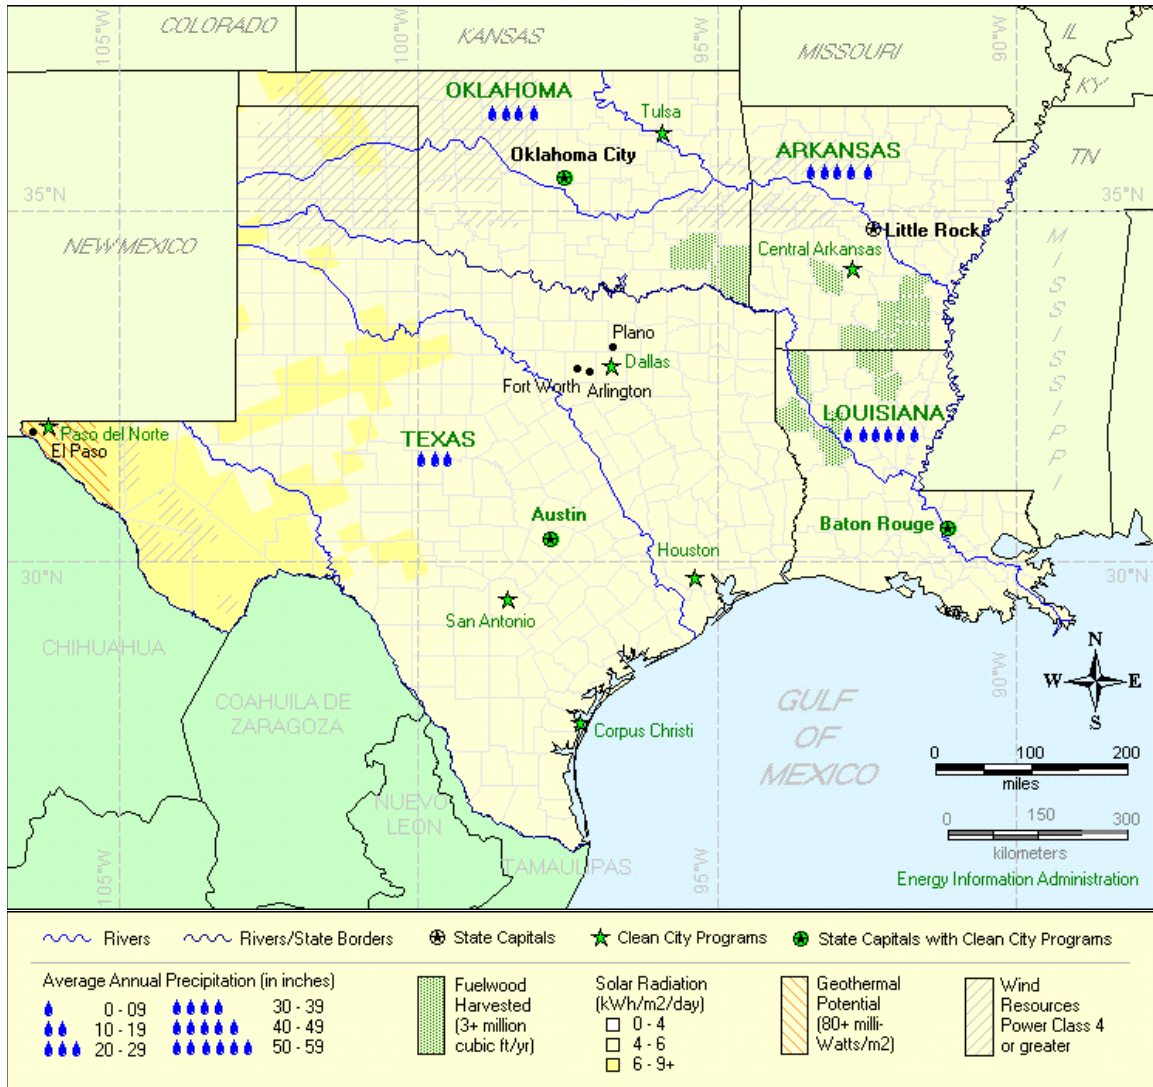 105°W
COLORADO
100°W
KANSAS
95°W
MISSOURI
90°W
IL
KY
OKLAHOMA
Tulsa
ARKANSAS
TN
Oklahoma City
35°N
35°N
NEW MEXICO
Little Rock
Central Arkansas
MISSISSIPPI
Plano
Dallas
Fort Worth
Arlington
LOUISIANA
Paso del Norte
El Paso
TEXAS
Austin
Baton Rouge
Houston
30°N
30°N
San Antonio
CHIHUAHUA
COAHUILA DE
ZARAGOZA
N
W
E
S
90°W
GULF
OF
MEXICO
Corpus Christi
0 100 200
miles
NUEVO
LEON
0 150 300
kilometers
TAMAULIPAS
105°W
95°W
Energy Information Administration
Rivers
Rivers/State Borders
State Capitals
Clean City Programs
State Capitals with Clean City Programs
Average Annual Precipitation (in inches)
0 - 09
30 - 39
10 - 19
40 - 49
20 - 29
50 - 59
Fuelwood
Harvested
(3+ million
cubic ft/yr)
Solar Radiation
(kWh/m2/day)
0 - 4
4 - 6
6 - 9+
Geothermal
Potential
(80+ milli-
Watts/m2)
Wind
Resources
Power Class 4
or greater